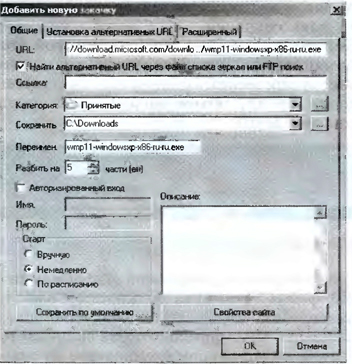 Добавить новую закачку
Общие Установка альтернативных URL Расширенный
URL: //download.microsoft.com/downlo .../wmp11-windowsxp-x86-ru-ru.exe
Найти альтернативный URL через файл списка зеркал или FTP поиск
Ссылка:
Категория: Принятые ...
Сохранить C:\Downloads ...
Переимен. wmp11-windowsxp-x86-ru-ru.exe
Разбить на 5 части (ей)
Авторизированный вход
Имя.
Пароль:
Описание:
Старт
Вручную
Немедленно
По расписанию
Сохранить по умолчанию Свойства сайта
OK Отмена